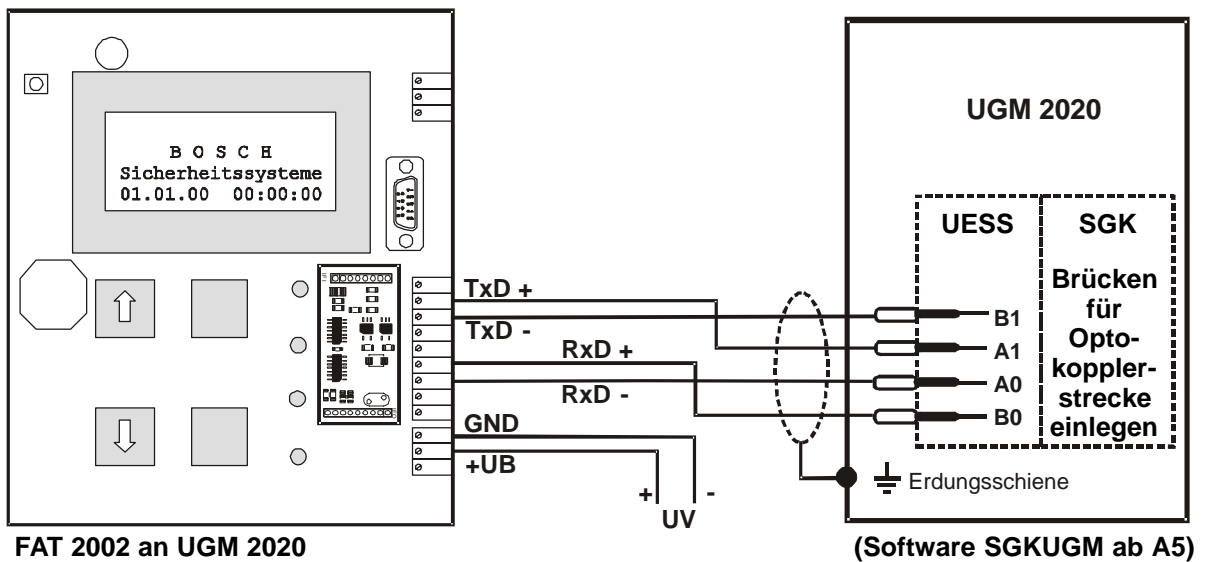 B O S C H
Sicherheitssysteme
01.01.00 00:00:00
TxD +
TxD -
RxD +
RxD -
GND
+UB
+ -
UV
UGM 2020
UESS
SGK
Brücken
für
Opto-
koppler-
strecke
einlegen
B1
A1
A0
B0
Erdungsschiene
FAT 2002 an UGM 2020
(Software SGKUGM ab A5)